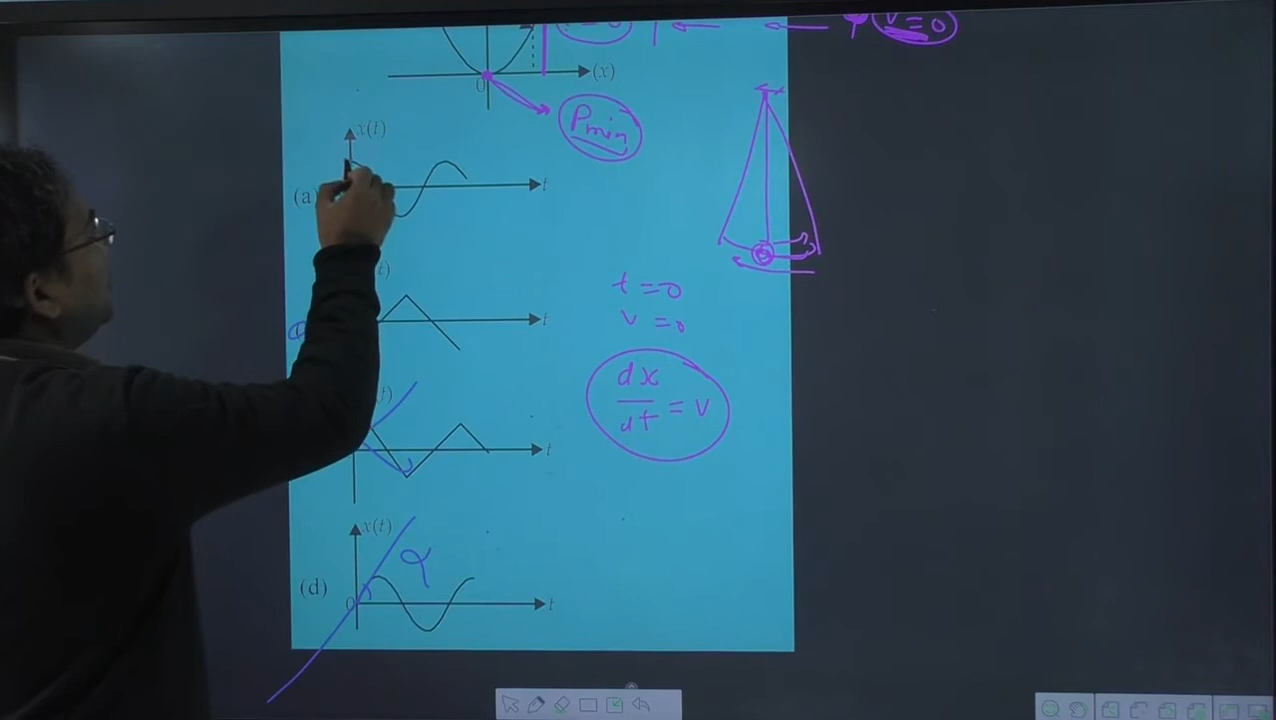 v = 0
(x)
0
Pmin
x(t)
t
(a)
t)
t
t = 0
v = 0
t)
t
dx/dt = v
x(t)
(d)
0
t
α